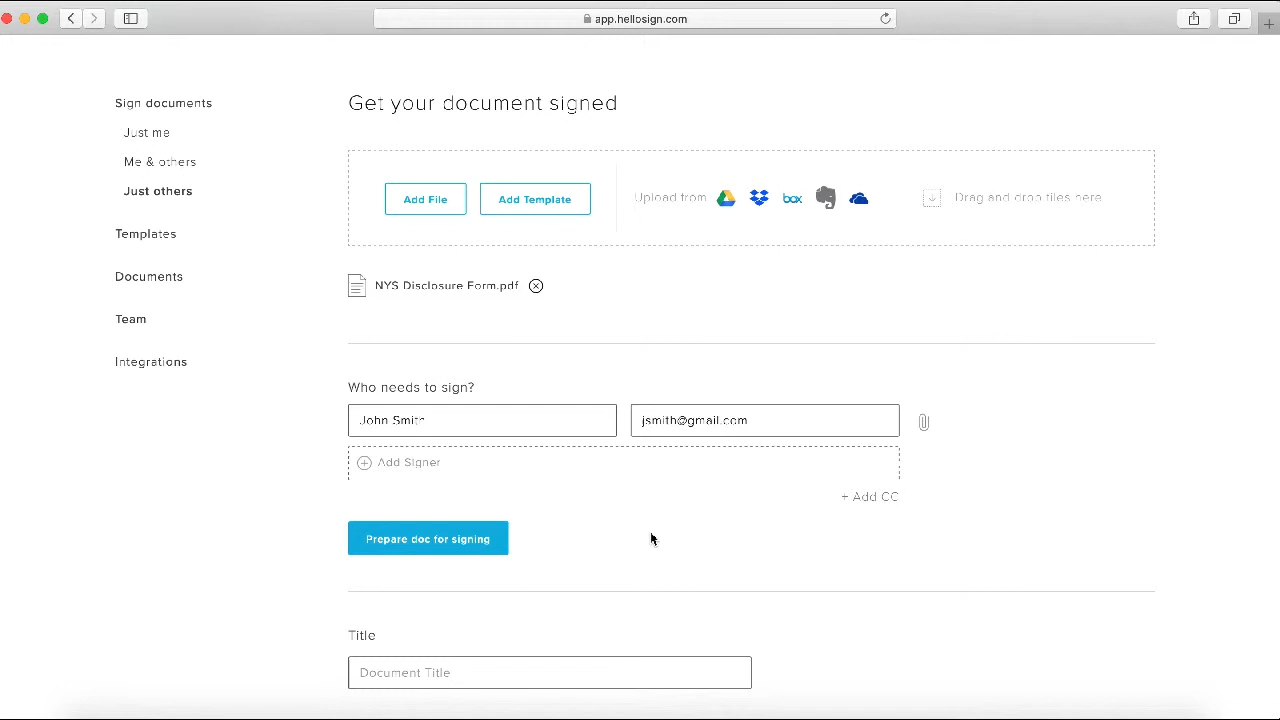 app.hellosign.com
Sign documents
Just me
Me & others
Just others
Templates
Documents
Team
Integrations
Get your document signed
Add File
Add Template
Upload from
box
Drag and drop files here
NYS Disclosure Form.pdf
Who needs to sign?
John Smith
jsmith@gmail.com
Add Signer
+ Add CC
Prepare doc for signing
Title
Document Title